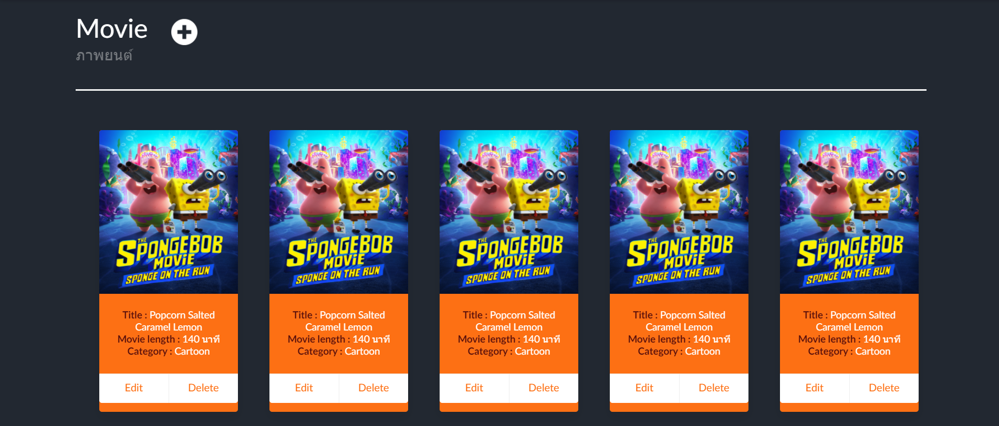 Movie
ภาพยนต์
THE
SPONGEBOB
MOVIE
SPONGE ON THE RUN
Title : Popcorn Salted
Caramel Lemon
Movie length : 140 นาที
Category : Cartoon
Edit Delete
THE
SPONGEBOB
MOVIE
SPONGE ON THE RUN
Title : Popcorn Salted
Caramel Lemon
Movie length : 140 นาที
Category : Cartoon
Edit Delete
THE
SPONGEBOB
MOVIE
SPONGE ON THE RUN
Title : Popcorn Salted
Caramel Lemon
Movie length : 140 นาที
Category : Cartoon
Edit Delete
THE
SPONGEBOB
MOVIE
SPONGE ON THE RUN
Title : Popcorn Salted
Caramel Lemon
Movie length : 140 นาที
Category : Cartoon
Edit Delete
THE
SPONGEBOB
MOVIE
SPONGE ON THE RUN
Title : Popcorn Salted
Caramel Lemon
Movie length : 140 นาที
Category : Cartoon
Edit Delete